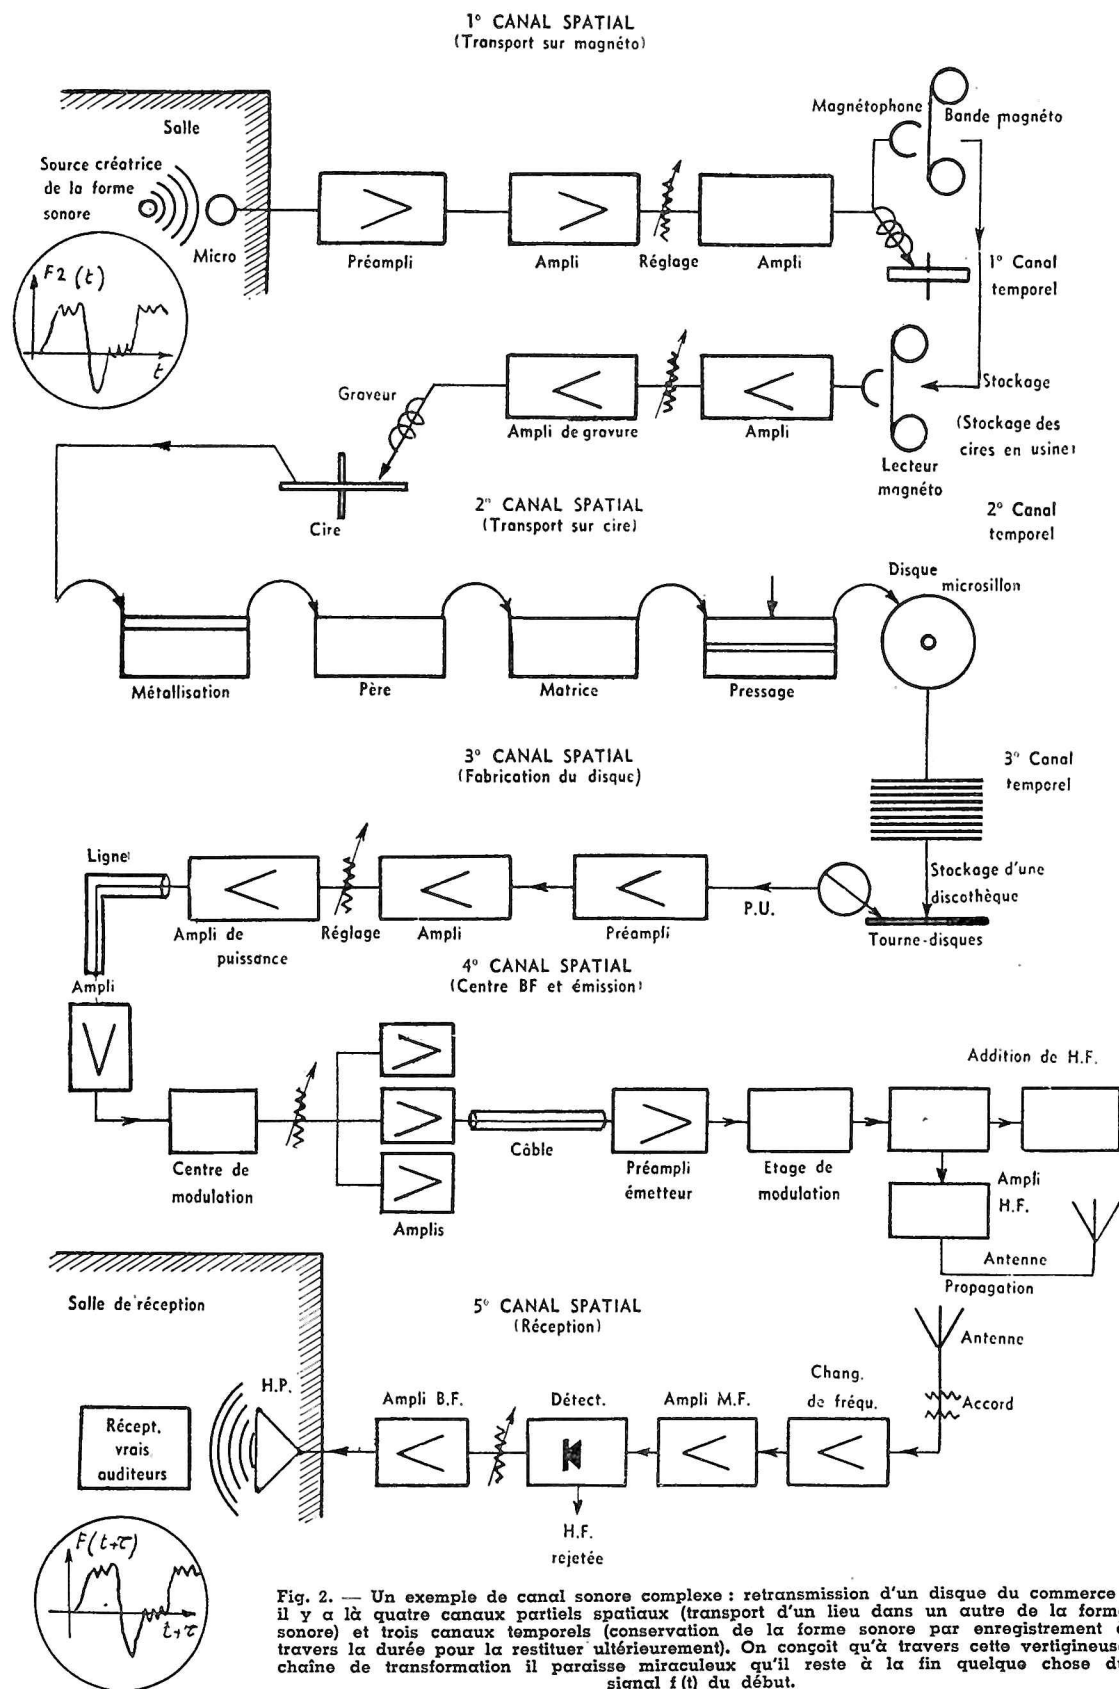 1° CANAL SPATIAL
(Transport sur magnéto)
Salle
Source créatrice
de la forme
sonore
Micro
Préampli
Ampli
Réglage
Ampli
Magnétophone
Bande magnéto
1° Canal
temporel
F2 (t)
t
Graveur
Ampli de gravure
Ampli
Stockage
(Stockage des
cires en usine)
Lecteur
magnéto
Cire
2° CANAL SPATIAL
(Transport sur cire)
2° Canal
temporel
Disque
microsillon
Métallisation
Père
Matrice
Pressage
3° CANAL SPATIAL
(Fabrication du disque)
3° Canal
temporel
Ligne
Ampli de
puissance
Réglage
Ampli
Préampli
P.U.
Stockage d'une
discothèque
Tourne-disques
4° CANAL SPATIAL
(Centre BF et émission)
Ampli
Centre de
modulation
Amplis
Câble
Préampli
émetteur
Etage de
modulation
Addition de H.F.
Ampli
H.F.
Antenne
Propagation
Salle de réception
5° CANAL SPATIAL
(Réception)
Antenne
Accord
H.P.
Récept.
vrais
auditeurs
Ampli B.F.
Détect.
Ampli M.F.
Chang.
de fréqu.
H.F.
rejetée
F(t+τ)
t+τ
Fig. 2. — Un exemple de canal sonore complexe : retransmission d'un disque du commerce
il y a là quatre canaux partiels spatiaux (transport d'un lieu dans un autre de la form
sonore) et trois canaux temporels (conservation de la forme sonore par enregistrement
travers la durée pour la restituer ultérieurement). On conçoit qu'à travers cette vertigineus
chaîne de transformation il paraisse miraculeux qu'il reste à la fin quelque chose d
signal f (t) du début.